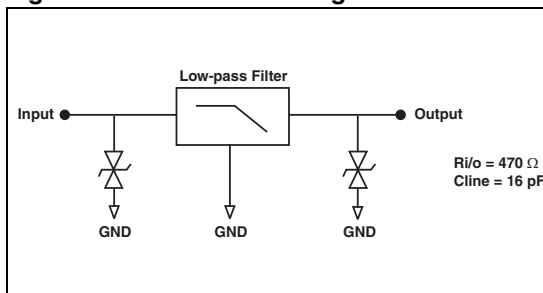 Low-pass Filter
Input
Output
Ri/o = 470 Ω
Cline = 16 pF
GND
GND
GND